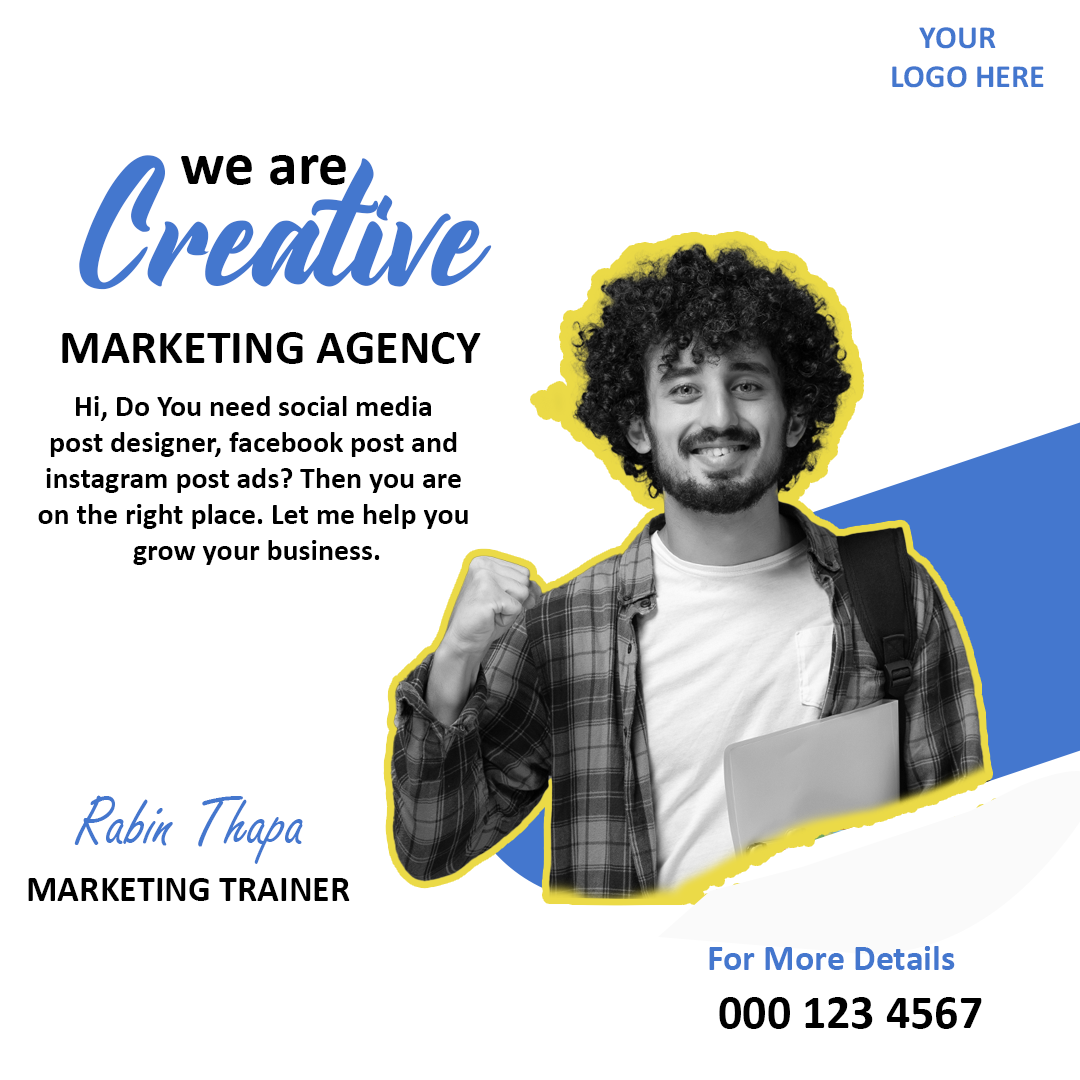 YOUR
LOGO HERE
we are
Creative
MARKETING AGENCY
Hi, Do You need social media
post designer, facebook post and
instagram post ads? Then you are
on the right place. Let me help you
grow your business.
Rabin Thapa
MARKETING TRAINER
For More Details
000 123 4567